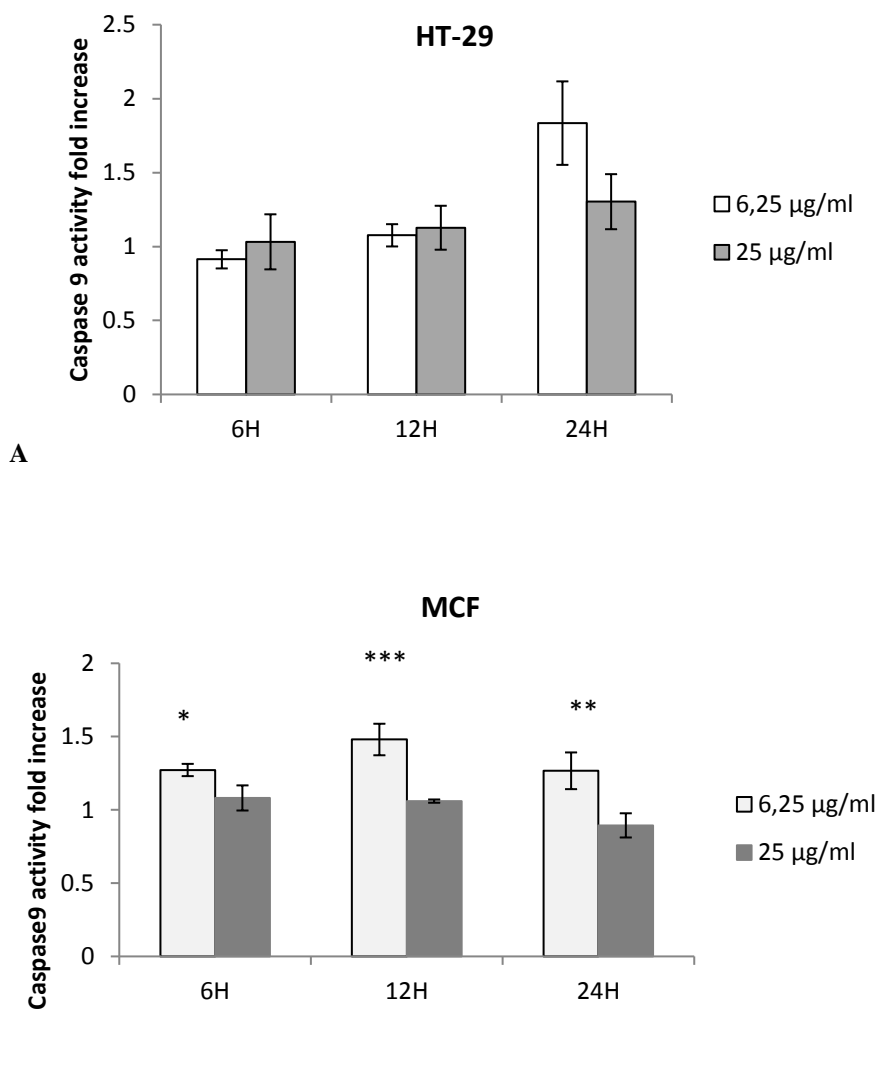 HT-29
Caspase 9 activity fold increase
2.5
2
1.5
1
0.5
0
6H 12H 24H
6,25 µg/ml
25 µg/ml
A
MCF
Caspase9 activity fold increase
2
1.5
1
0.5
0
*
***
**
6H 12H 24H
6,25 µg/ml
25 µg/ml